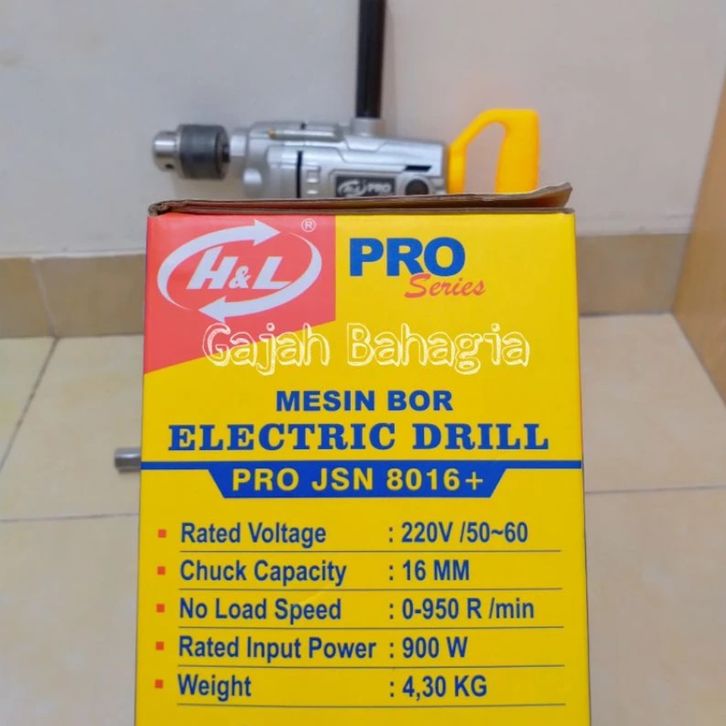 H&L PRO
H&L ®
PRO
Series
Gajah Bahagia
MESIN BOR
ELECTRIC DRILL
PRO JSN 8016+
Rated Voltage : 220V /50~60
Chuck Capacity : 16 MM
No Load Speed : 0-950 R /min
Rated Input Power : 900 W
Weight : 4,30 KG